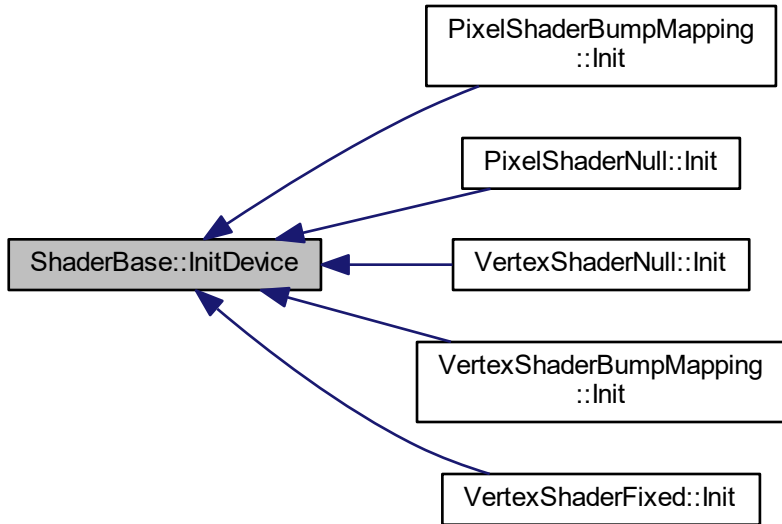 PixelShaderBumpMapping
::Init
PixelShaderNull::Init
ShaderBase::InitDevice
VertexShaderNull::Init
VertexShaderBumpMapping
::Init
VertexShaderFixed::Init